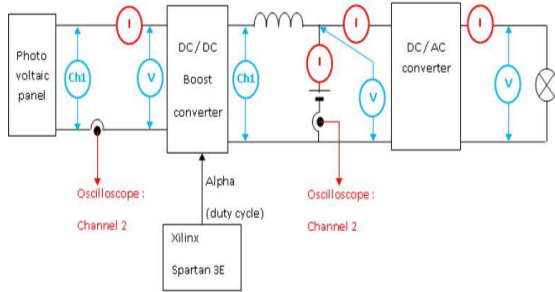 Photo
voltaic
panel
Ch1
I
V
DC / DC
Boost
converter
Ch1
I
I
V
DC / AC
converter
I
V
Oscilloscope :
Channel 2
Alpha
(duty cycle)
Oscilloscope :
Channel 2
Xilinx
Spartan 3E